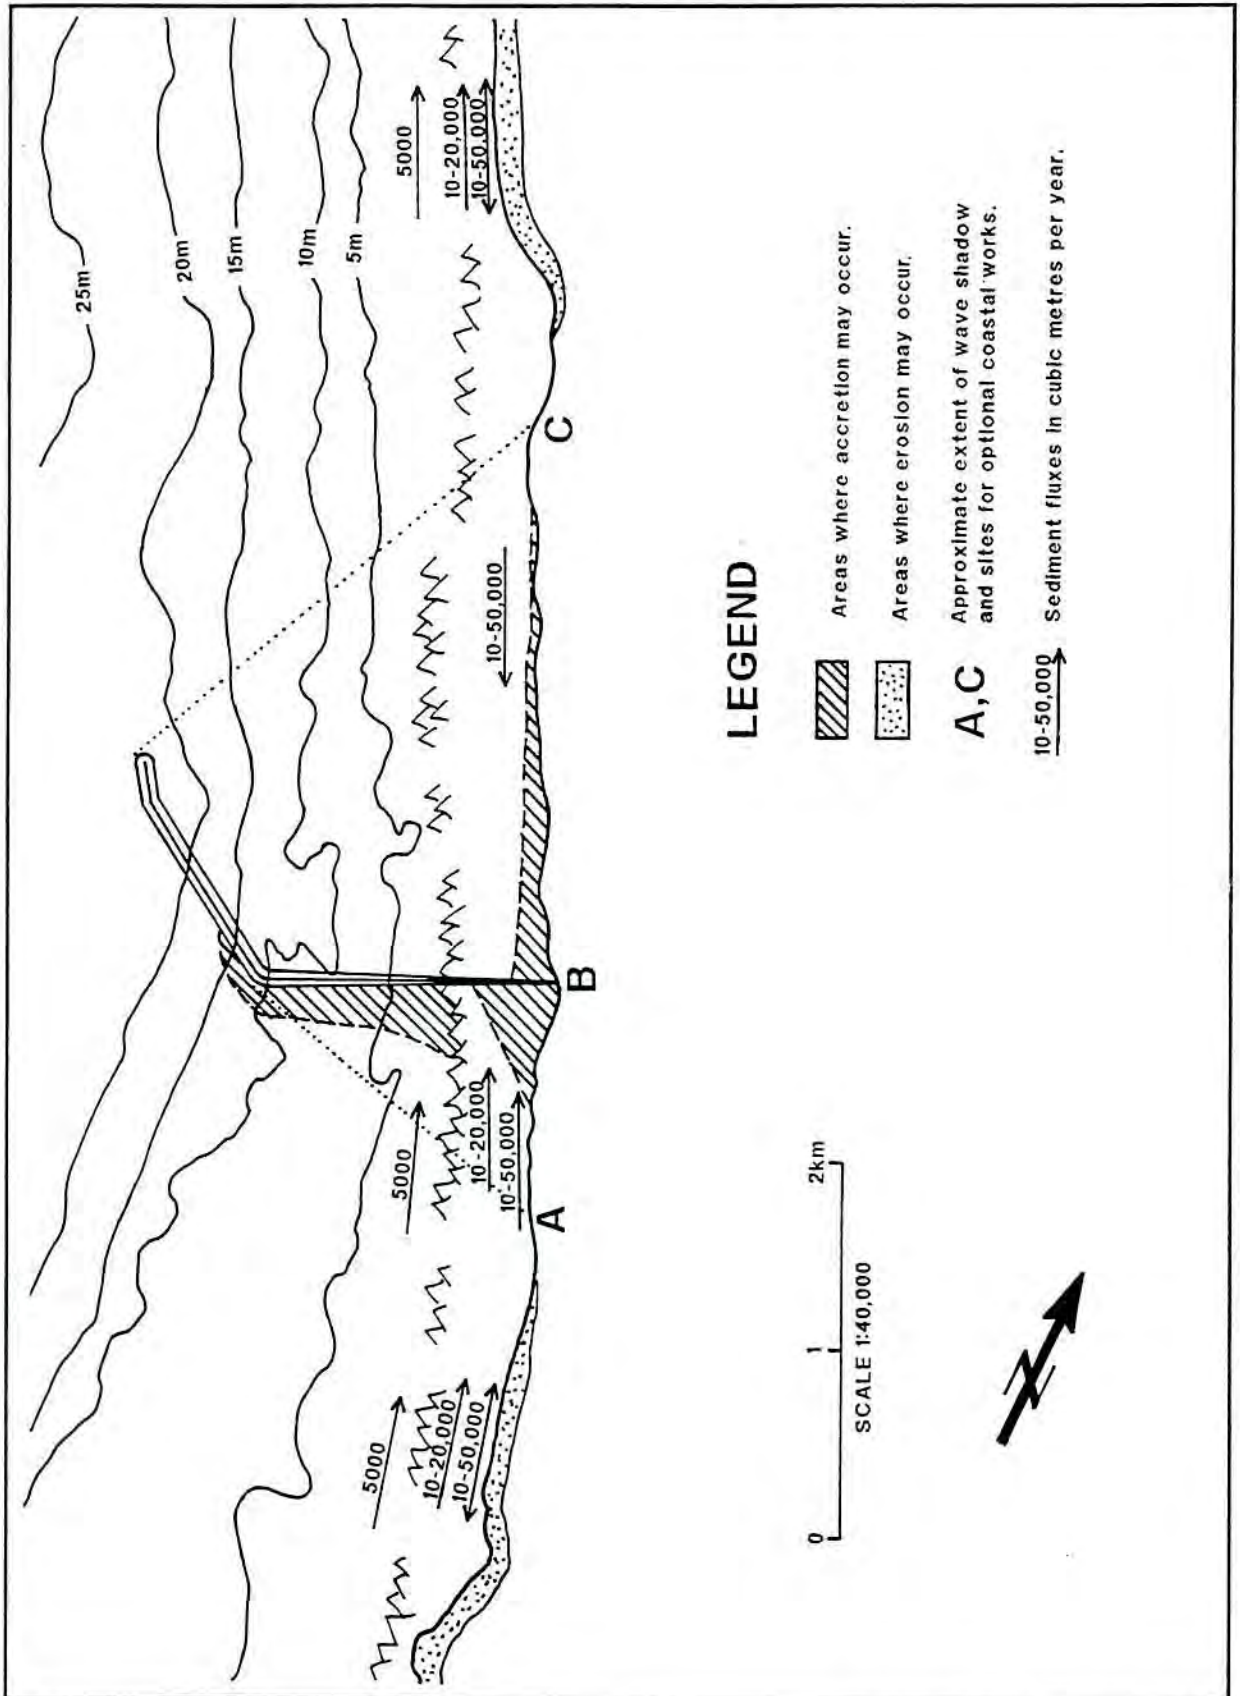 25m
20m
15m
10m
5m
5000
10-20,000
10-50,000
C
10-50,000
B
5000
10-20,000
10-50,000
A
5000
10-20,000
10-50,000
LEGEND
Areas where accretion may occur.
Areas where erosion may occur.
A,C
Approximate extent of wave shadow
and sites for optional coastal works.
10-50,000
Sediment fluxes in cubic metres per year.
0
1
2km
SCALE 1:40,000
N